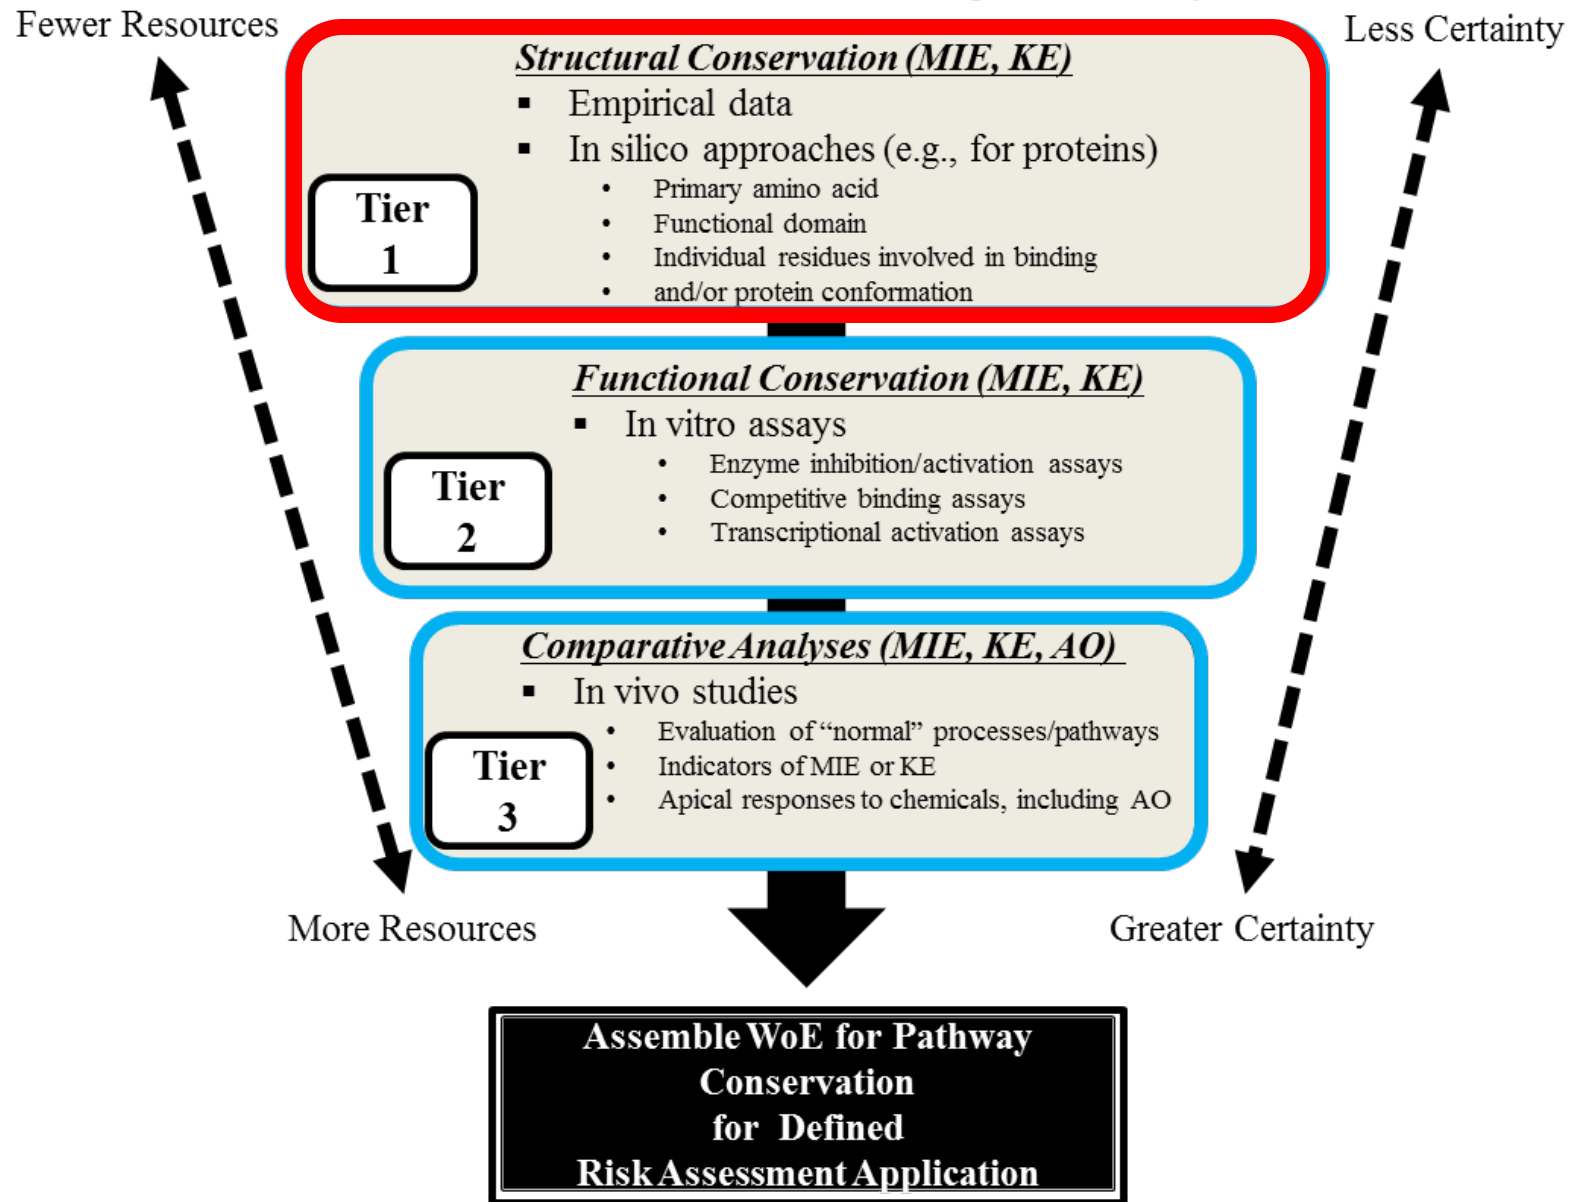 Fewer Resources
Less Certainty
Structural Conservation (MIE, KE)
▪ Empirical data
▪ In silico approaches (e.g., for proteins)
• Primary amino acid
• Functional domain
• Individual residues involved in binding
• and/or protein conformation
Tier
1
Functional Conservation (MIE, KE)
▪ In vitro assays
• Enzyme inhibition/activation assays
• Competitive binding assays
• Transcriptional activation assays
Tier
2
Comparative Analyses (MIE, KE, AO)
▪ In vivo studies
• Evaluation of “normal” processes/pathways
• Indicators of MIE or KE
• Apical responses to chemicals, including AO
Tier
3
More Resources
Greater Certainty
Assemble WoE for Pathway
Conservation
for Defined
Risk Assessment Application